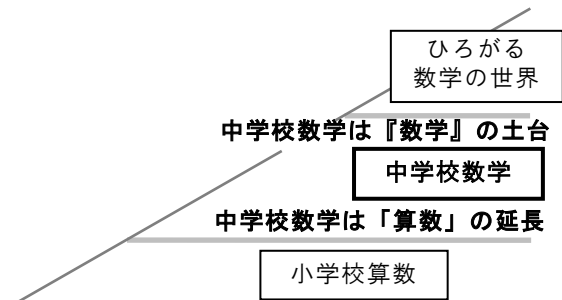 ひろがる
数学の世界
中学校数学は『数学』の土台
中学校数学
中学校数学は「算数」の延長
小学校算数